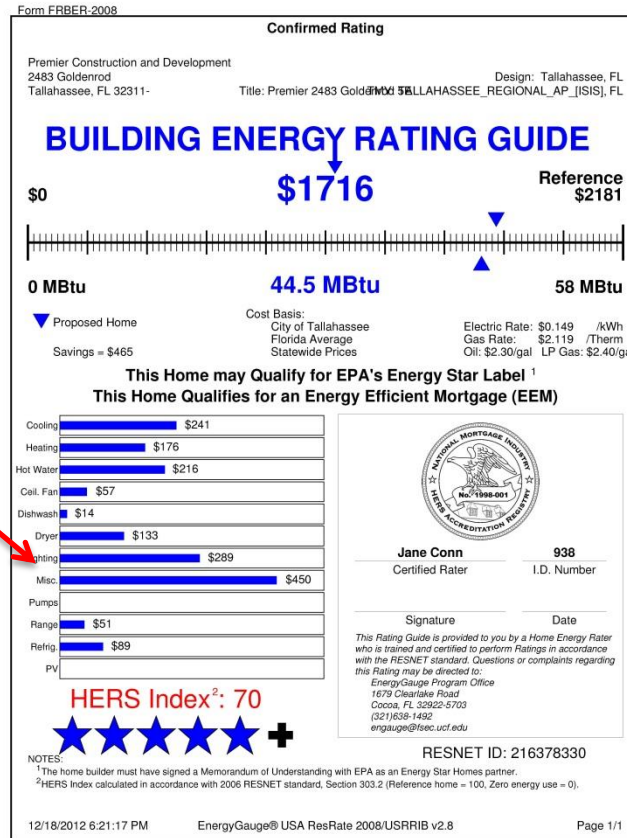 Form FRBER-2008
Confirmed Rating
Premier Construction and Development
2483 Goldenrod
Design: Tallahassee, FL
Tallahassee, FL 32311-
Title: Premier 2483 TALLAHASSEE_REGIONAL_AP_[ISIS], FL
BUILDING ENERGY RATING GUIDE
$0
$1716
Reference
$2181
0 MBtu
44.5 MBtu
58 MBtu
Proposed Home
Savings = $465
Cost Basis:
City of Tallahassee
Florida Average
Statewide Prices
Electric Rate: $0.149 /kWh
Gas Rate: $2.119 /Therm
Oil: $2.30/gal LP Gas: $2.40/ga
This Home may Qualify for EPA's Energy Star Label 1
This Home Qualifies for an Energy Efficient Mortgage (EEM)
Cooling $241
Heating $176
Hot Water $216
Ceil. Fan $57
Dishwash $14
Dryer $133
ghting $289
Misc. $450
Pumps
Range $51
Refrig. $89
PV
HERS Index2: 70
NATIONAL MORTGAGE INDUSTRY
No. 1998-001
HERS ACCREDITATION REGISTRY
Jane Conn 938
Certified Rater I.D. Number
Signature Date
This Rating Guide is provided to you by a Home Energy Rater
who is trained and certified to perform Ratings in accordance
with the RESNET standard. Questions or complaints regarding
this Rating may be directed to:
EnergyGauge Program Office
1679 Clearlake Road
Cocoa, FL 32922-5703
(321)638-1492
engauge@fsec.ucf.edu
RESNET ID: 216378330
NOTES:
1The home builder must have signed a Memorandum of Understanding with EPA as an Energy Star Homes partner.
2HERS Index calculated in accordance with 2006 RESNET standard, Section 303.2 (Reference home = 100, Zero energy use = 0).
12/18/2012 6:21:17 PM EnergyGauge® USA ResRate 2008/USRRIB v2.8 Page 1/1